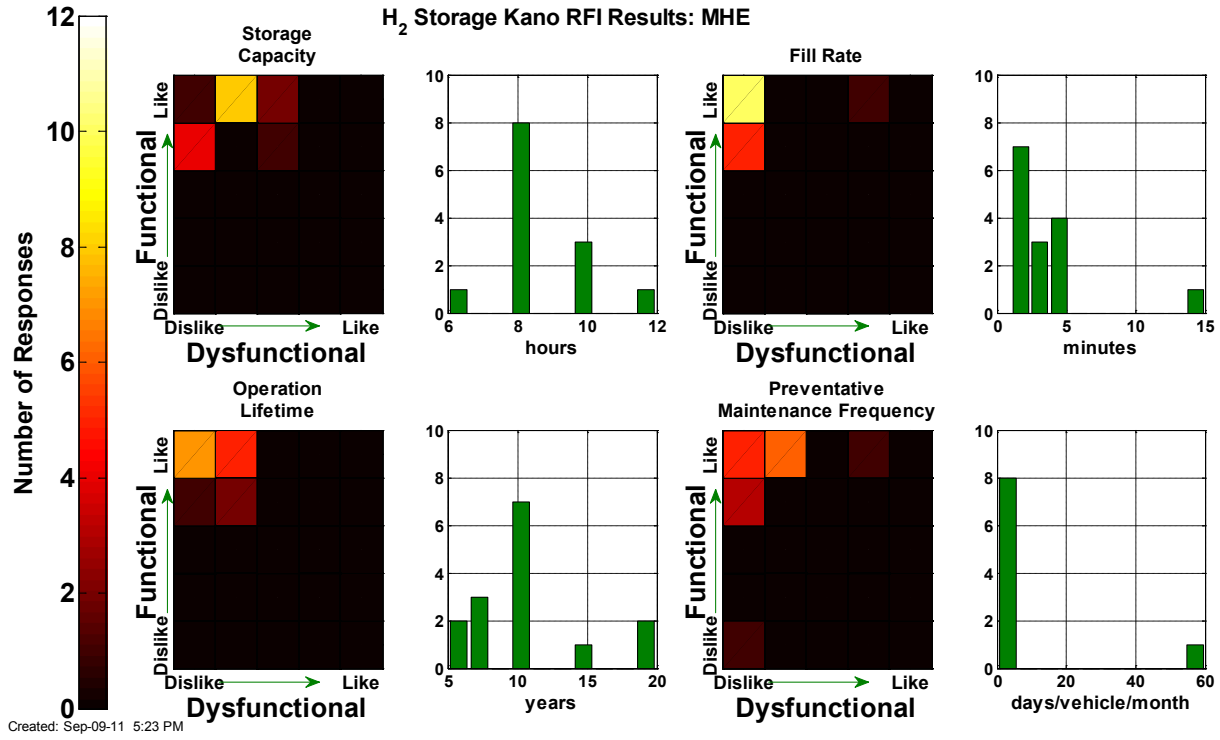 H2 Storage Kano RFI Results: MHE
12
10
8
6
4
2
0
Number of Responses
Storage
Capacity
Functional
Dislike
Like
Dislike
Like
Dysfunctional
10
8
6
4
2
0
6
8
10
12
hours
Fill Rate
Functional
Dislike
Like
Dislike
Like
Dysfunctional
10
8
6
4
2
0
0
5
10
15
minutes
Operation
Lifetime
Functional
Dislike
Like
Dislike
Like
Dysfunctional
10
8
6
4
2
0
5
10
15
20
years
Preventative
Maintenance Frequency
Functional
Dislike
Like
Dislike
Like
Dysfunctional
10
8
6
4
2
0
0
20
40
60
days/vehicle/month
Created: Sep-09-11 5:23 PM